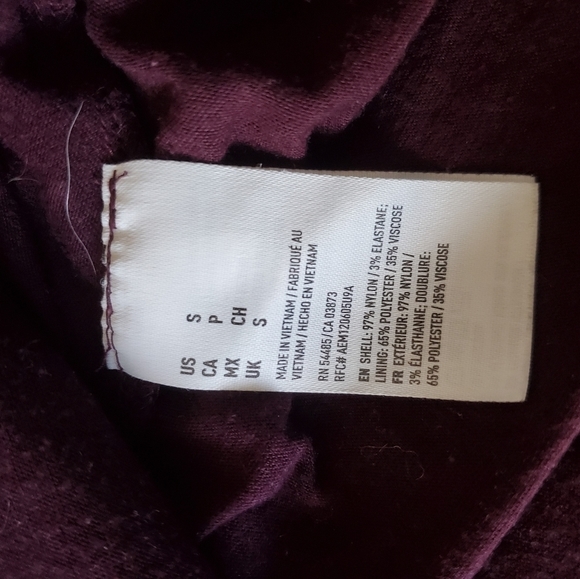 US S
CA P
MX CH
UK S
MADE IN VIETNAM / FABRIQUÉ AU
VIETNAM / HECHO EN VIETNAM
RN 54485/CA 03873
RFC# AEM120605U9A
EN SHELL: 97% NYLON / 3% ELASTANE;
LINING: 65% POLYESTER / 35% VISCOSE
FR EXTÉRIEUR: 97% NYLON /
3% ÉLASTHANNE; DOUBLURE:
65% POLYESTER / 35% VISCOSE